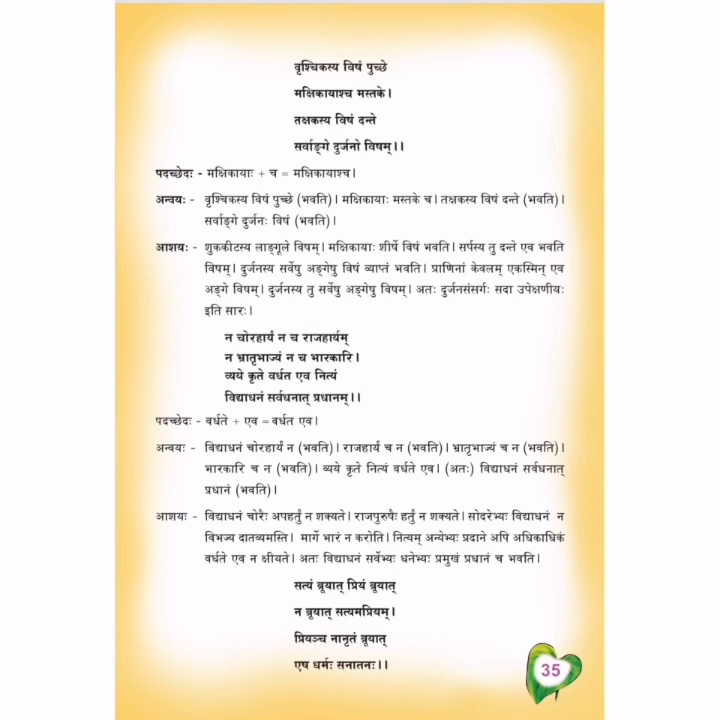 वृश्चिकस्य विषं पुच्छे
मक्षिकायाश्च मस्तके।
तक्षकस्य विषं दन्ते
सर्वाङ्गे दुर्जनो विषम्।।
पदच्छेदः - मक्षिकायाः + च = मक्षिकायाश्च।
अन्वयः - वृश्चिकस्य विषं पुच्छे (भवति)। मक्षिकायाः मस्तके च। तक्षकस्य विषं दन्ते (भवति)।
सर्वाङ्गे दुर्जनः विषं (भवति)।
आशयः - शुककीटस्य लाङ्गूले विषम्। मक्षिकायाः शीर्षे विषं भवति। सर्पस्य तु दन्ते एव भवति
विषम्। दुर्जनस्य सर्वेषु अङ्गेषु विषं व्याप्तं भवति। प्राणिनां केवलम् एकस्मिन् एव
अङ्गे विषम्। दुर्जनस्य तु सर्वेषु अङ्गेषु विषम्। अतः दुर्जनसंसर्गः सदा उपेक्षणीयः
इति सारः।
न चोरहार्यं न च राजहार्यम्
न भ्रातृभाज्यं न च भारकारि।
व्यये कृते वर्धत एव नित्यं
विद्याधनं सर्वधनात् प्रधानम्।।
पदच्छेदः - वर्धते + एव = वर्धत एव।
अन्वयः - विद्याधनं चोरहार्यं न (भवति)। राजहार्यं च न (भवति)। भ्रातृभाज्यं च न (भवति)।
भारकारि च न (भवति)। व्यये कृते नित्यं वर्धते एव। (अतः) विद्याधनं सर्वधनात्
प्रधानं (भवति)।
आशयः - विद्याधनं चोरैः अपहर्तुं न शक्यते। राजपुरुषैः हर्तुं न शक्यते। सोदरेभ्यः विद्याधनं न
विभज्य दातव्यमस्ति। मार्गे भारं न करोति। नित्यम् अन्येभ्यः प्रदाने अपि अधिकाधिकं
वर्धते एव न क्षीयते। अतः विद्याधनं सर्वेभ्यः धनेभ्यः प्रमुखं प्रधानं च भवति।
सत्यं ब्रूयात् प्रियं ब्रूयात्
न ब्रूयात् सत्यमप्रियम्।
प्रियञ्च नानृतं ब्रूयात्
एष धर्मः सनातनः।।
35